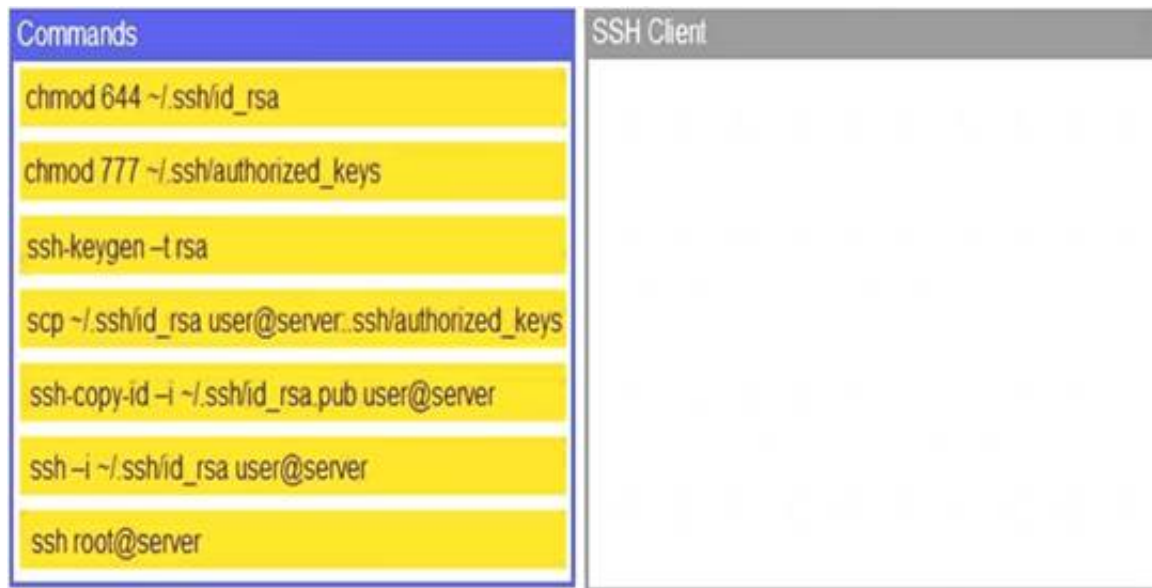 Commands
SSH Client
chmod 644 ~/.ssh/id_rsa
chmod 777 ~/.ssh/authorized_keys
ssh-keygen –t rsa
scp ~/.ssh/id_rsa user@server:.ssh/authorized_keys
ssh-copy-id –i ~/.ssh/id_rsa.pub user@server
ssh –i ~/.ssh/id_rsa user@server
ssh root@server